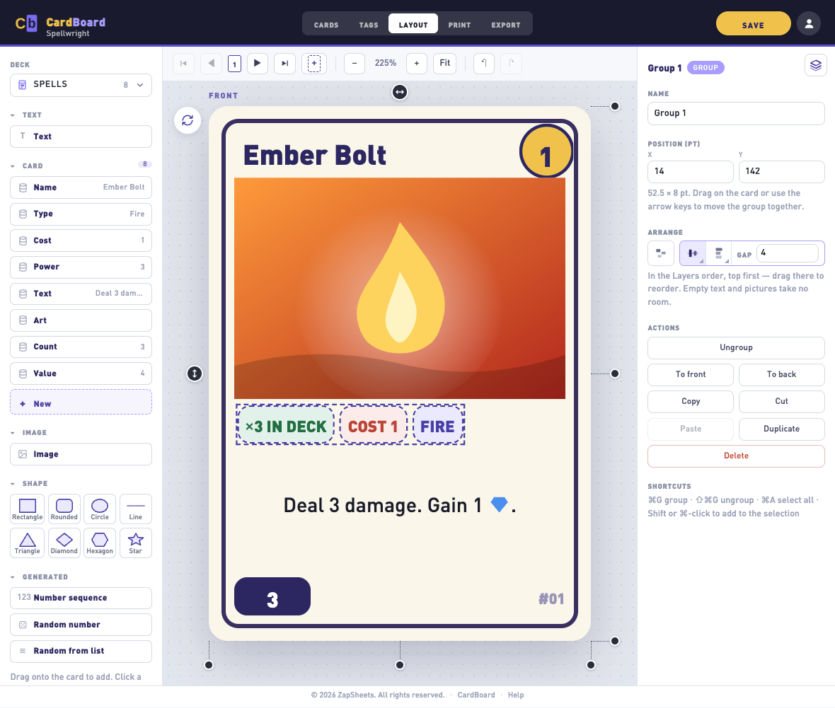 Cb CardBoard
Spellwright
CARDS TAGS LAYOUT PRINT EXPORT
SAVE
DECK
SPELLS 8
TEXT
T Text
CARD 8
Name Ember Bolt
Type Fire
Cost 1
Power 3
Text Deal 3 dam...
Art
Count 3
Value 4
+ New
IMAGE
Image
SHAPE
Rectangle Rounded Circle Line
Triangle Diamond Hexagon Star
GENERATED
123 Number sequence
Random number
Random from list
Drag onto the card to add. Click a
1
− 225% + Fit
FRONT
Ember Bolt
1
×3 IN DECK COST 1 FIRE
Deal 3 damage. Gain 1 .
3
#01
Group 1 GROUP
NAME
Group 1
POSITION (PT)
X Y
14 142
52.5 × 8 pt. Drag on the card or use the
arrow keys to move the group together.
ARRANGE
GAP 4
In the Layers order, top first — drag there to
reorder. Empty text and pictures take no
room.
ACTIONS
Ungroup
To front To back
Copy Cut
Paste Duplicate
Delete
SHORTCUTS
⌘G group · ⇧⌘G ungroup · ⌘A select all ·
Shift or ⌘-click to add to the selection
© 2026 ZapSheets. All rights reserved. · CardBoard · Help